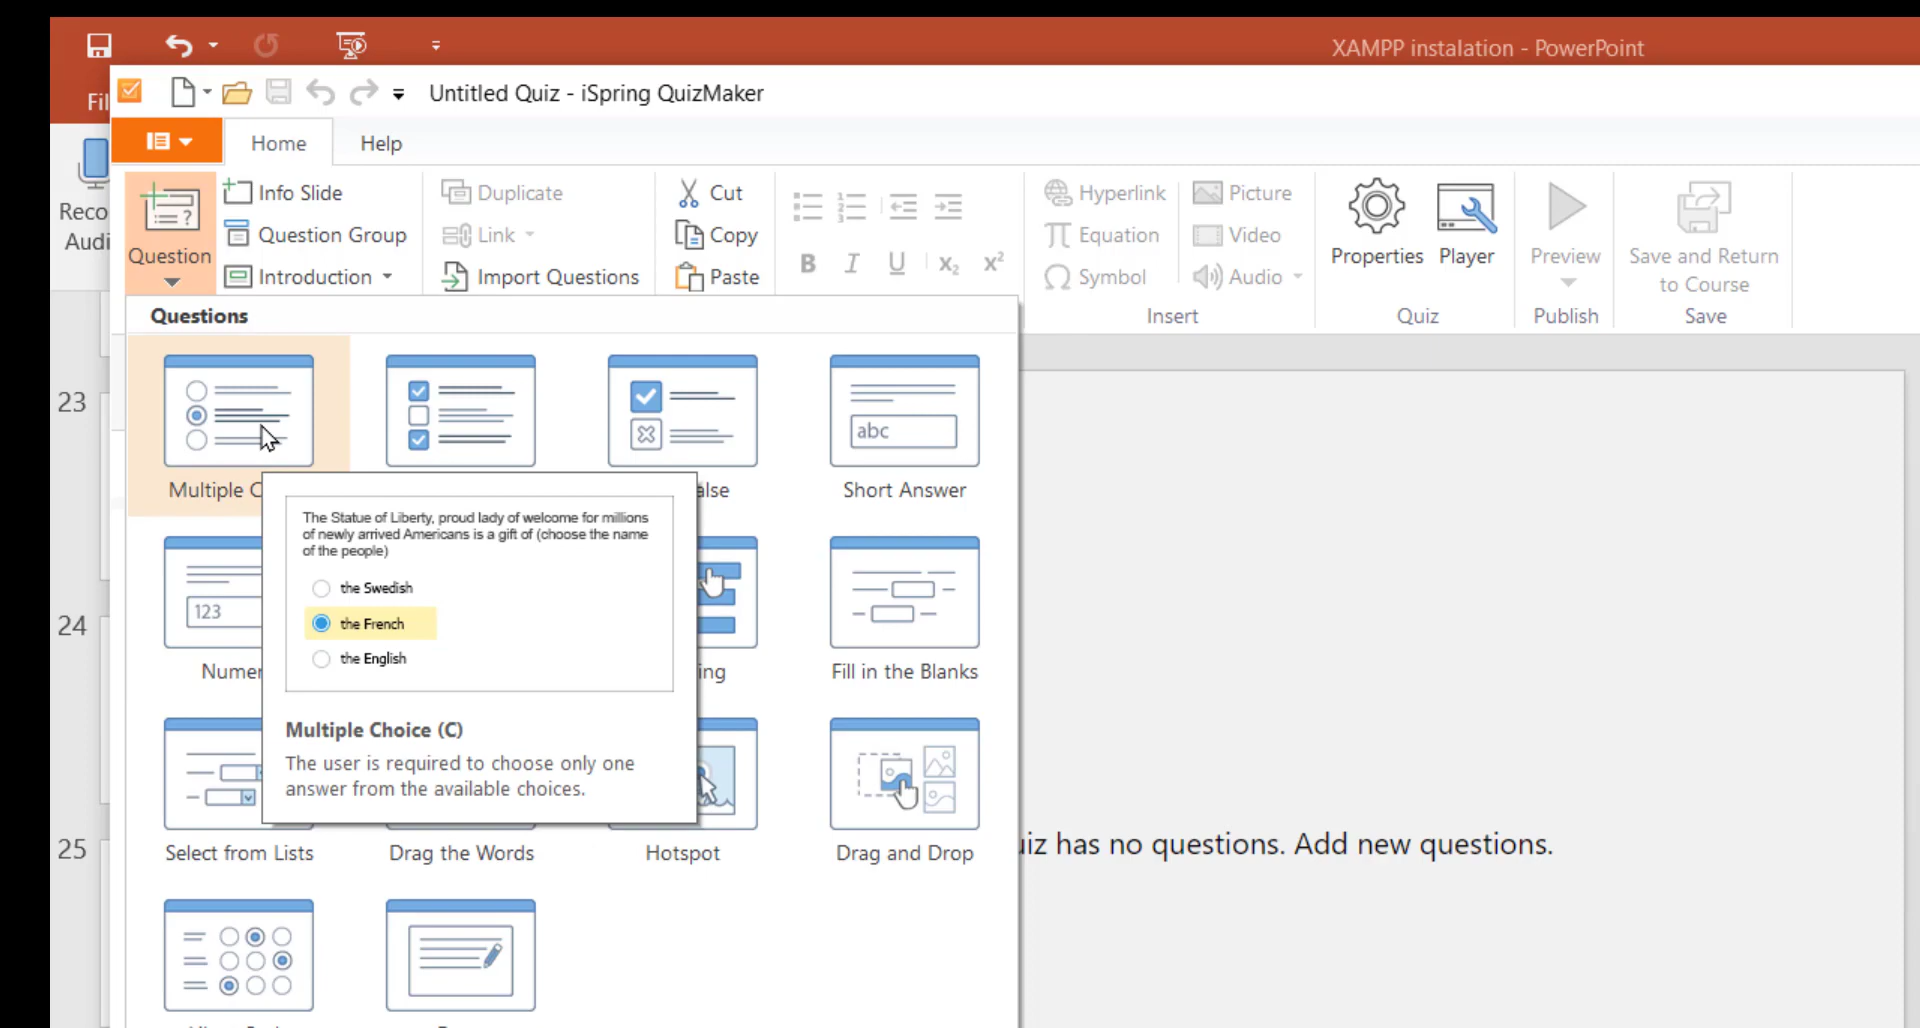 XAMPP instalation - PowerPoint
Untitled Quiz - iSpring QuizMaker
Home
Help
Question
Info Slide
Question Group
Introduction
Duplicate
Link
Import Questions
Cut
Copy
Paste
B I U x₂ x²
Hyperlink
Equation
Symbol
Picture
Video
Audio
Insert
Properties
Player
Quiz
Preview
Publish
Save and Return
to Course
Save
Questions
23
24
25
Multiple C
alse
Short Answer
abc
123
Numer
ing
Fill in the Blanks
The Statue of Liberty, proud lady of welcome for millions
of newly arrived Americans is a gift of (choose the name
of the people)
the Swedish
the French
the English
Multiple Choice (C)
The user is required to choose only one
answer from the available choices.
Select from Lists
Drag the Words
Hotspot
Drag and Drop
iz has no questions. Add new questions.